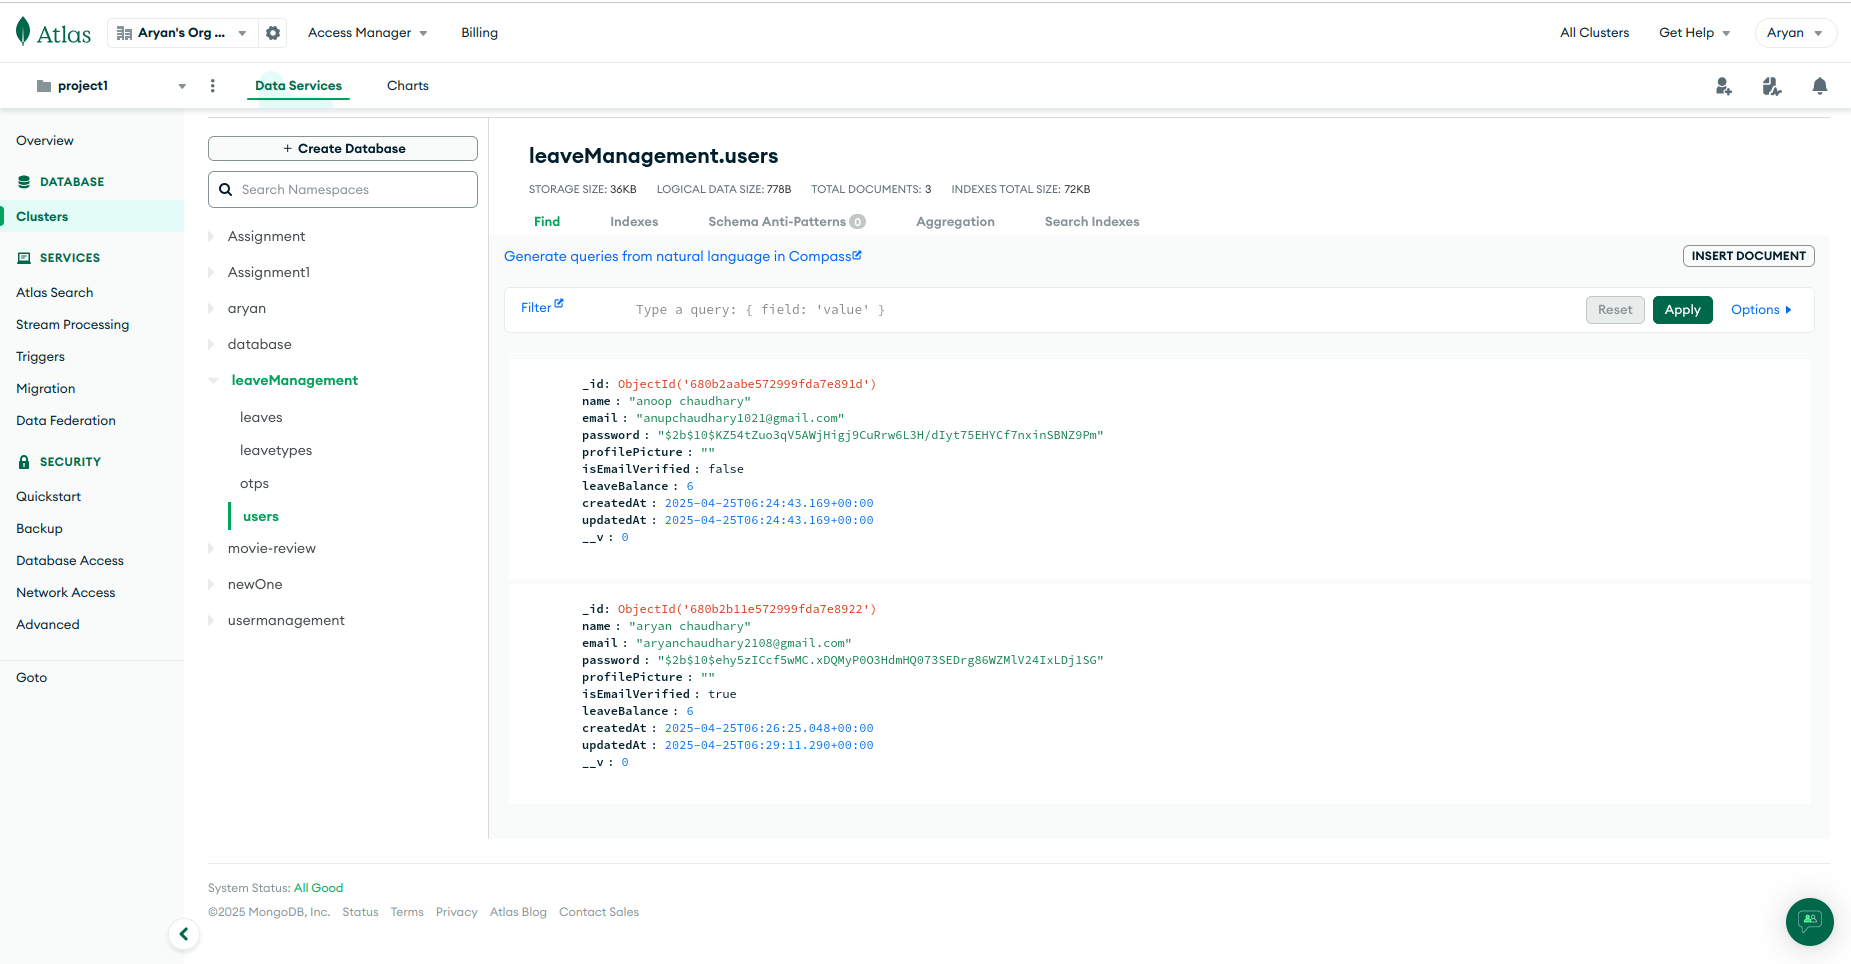 Atlas
Aryan's Org ...
Access Manager
Billing
All Clusters
Get Help
Aryan
project1
Data Services
Charts
Overview
DATABASE
Clusters
SERVICES
Atlas Search
Stream Processing
Triggers
Migration
Data Federation
SECURITY
Quickstart
Backup
Database Access
Network Access
Advanced
Goto
+ Create Database
Search Namespaces
Assignment
Assignment1
aryan
database
leaveManagement
leaves
leavetypes
otps
users
movie-review
newOne
usermanagement
leaveManagement.users
STORAGE SIZE: 36KB LOGICAL DATA SIZE: 778B TOTAL DOCUMENTS: 3 INDEXES TOTAL SIZE: 72KB
Find Indexes Schema Anti-Patterns 0 Aggregation Search Indexes
Generate queries from natural language in Compass
INSERT DOCUMENT
Filter
Type a query: { field: 'value' }
Reset
Apply
Options
_id: ObjectId('680b2aabe572999fda7e891d')
name : "anoop chaudhary"
email : "anupchaudhary1021@gmail.com"
password : "$2b$10$KZ54tZuo3qV5AWjHigj9CuRrw6L3H/dIyt75EHYCf7nxinSBNZ9Pm"
profilePicture : ""
isEmailVerified : false
leaveBalance : 6
createdAt : 2025-04-25T06:24:43.169+00:00
updatedAt : 2025-04-25T06:24:43.169+00:00
__v : 0
_id: ObjectId('680b2b11e572999fda7e8922')
name : "aryan chaudhary"
email : "aryanchaudhary2108@gmail.com"
password : "$2b$10$ehy5zICcf5wMC.xDQMyP0O3HdmHQ073SEDrg86WZMlV24IxLDj1SG"
profilePicture : ""
isEmailVerified : true
leaveBalance : 6
createdAt : 2025-04-25T06:26:25.048+00:00
updatedAt : 2025-04-25T06:29:11.290+00:00
__v : 0
System Status: All Good
©2025 MongoDB, Inc. Status Terms Privacy Atlas Blog Contact Sales